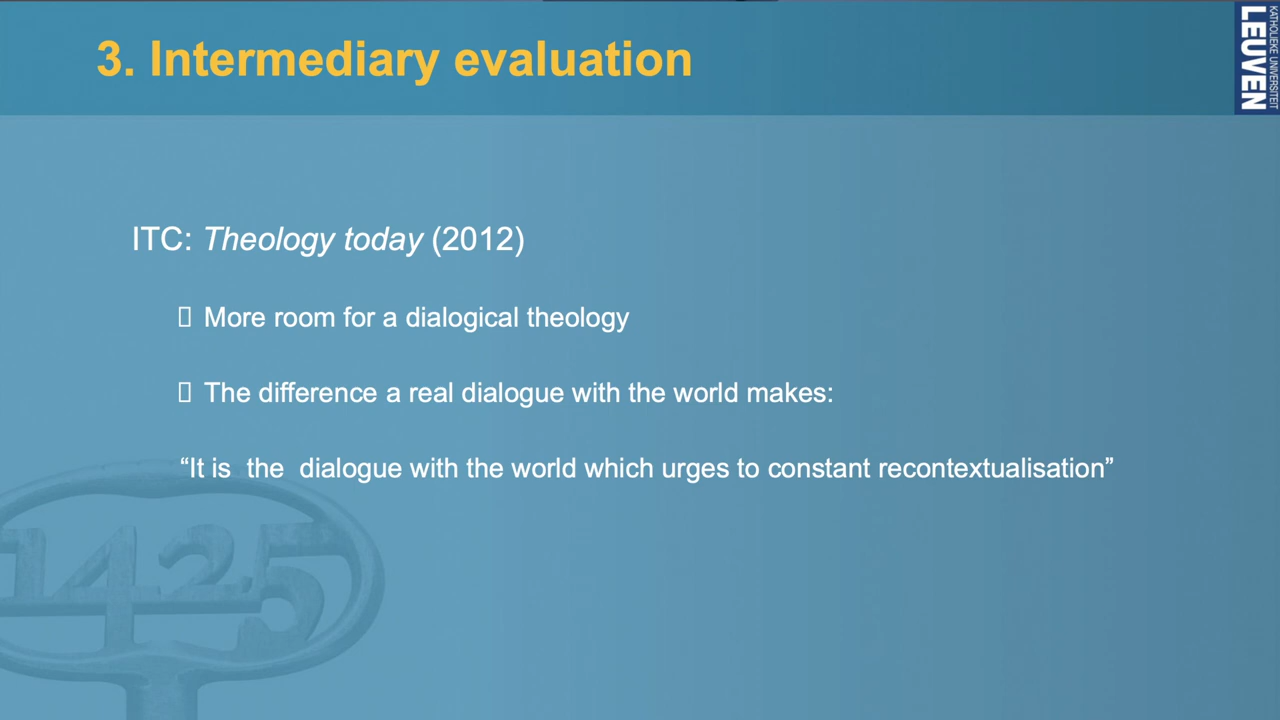 3. Intermediary evaluation
KATHOLIEKE UNIVERSITEIT
LEUVEN
ITC: Theology today (2012)
▯ More room for a dialogical theology
▯ The difference a real dialogue with the world makes:
“It is the dialogue with the world which urges to constant recontextualisation”
1425